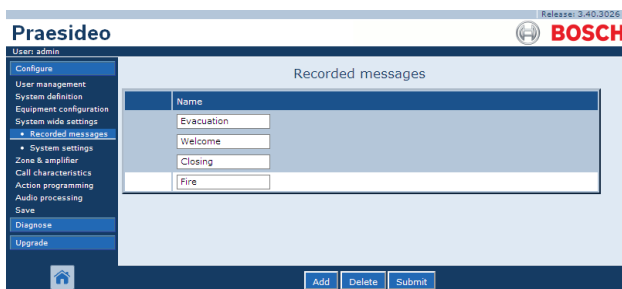 Release: 3.40.3026
Praesideo
BOSCH
User: admin
Configure
User management
System definition
Equipment configuration
System wide settings
• Recorded messages
• System settings
Zone & amplifier
Call characteristics
Action programming
Audio processing
Save
Diagnose
Upgrade
Recorded messages
Name
Evacuation
Welcome
Closing
Fire
Add Delete Submit